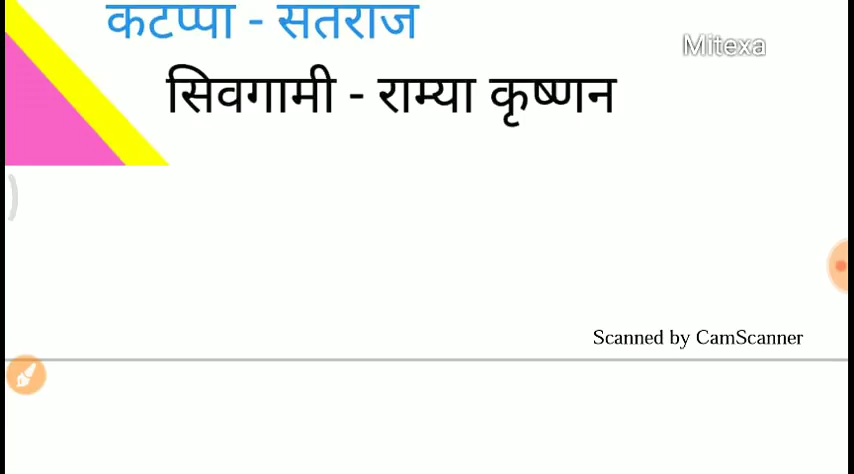 कटप्पा - सतराज
Mitexa
सिवगामी - राम्या कृष्णन
Scanned by CamScanner